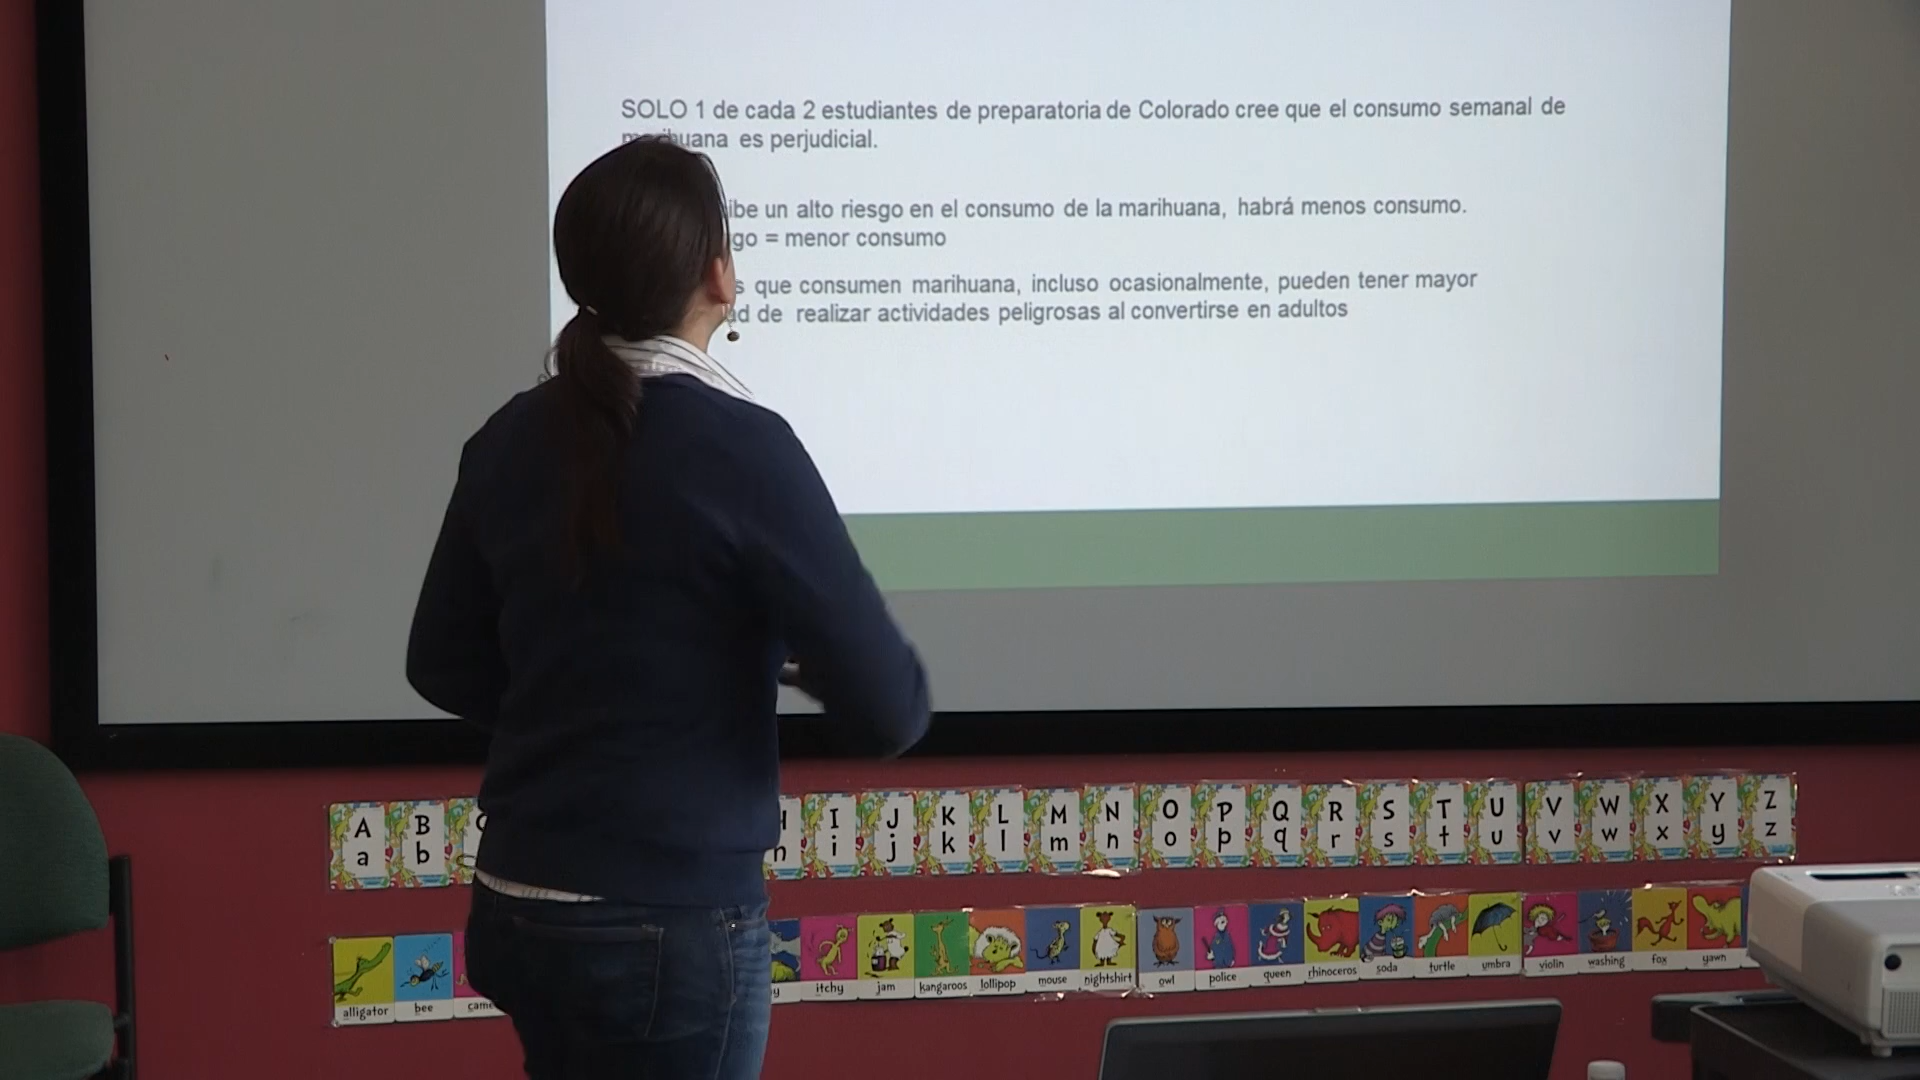 SOLO 1 de cada 2 estudiantes de preparatoria de Colorado cree que el consumo semanal de
marihuana es perjudicial.
un alto riesgo en el consumo de la marihuana, habrá menos consumo.
= menor consumo
que consumen marihuana, incluso ocasionalmente, pueden tener mayor
de realizar actividades peligrosas al convertirse en adultos
A B I J K L M N O P Q R S T U V W X Y Z
a b i j k l m n o p q r s t u v w x y z
alligator bee itchy jam kangaroos lollipop mouse nightshirt owl police queen rhinoceros soda turtle umbra violin washing fox yawn